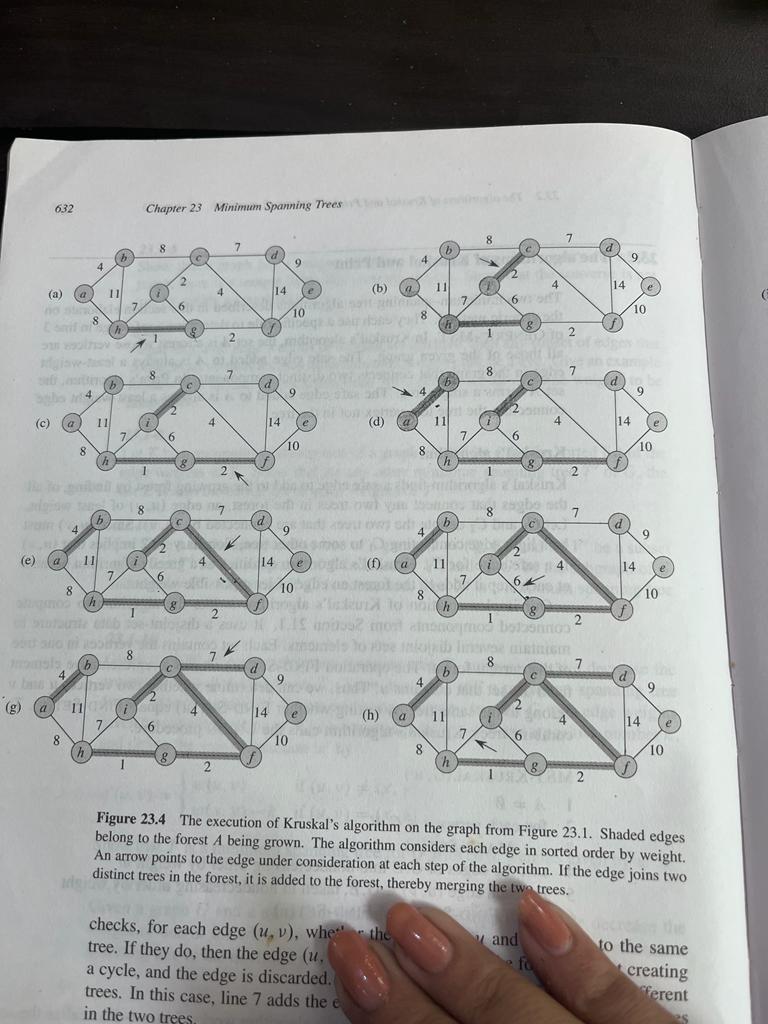 632 Chapter 23 Minimum Spanning Trees
(a) a b c d e f g h i 4 8 7 9 8 11 7 2 6 4 14 10 1 2
(b) a b c d e f g h i 4 8 7 9 8 11 7 2 6 4 14 10 1 2
(c) a b c d e f g h i 4 8 7 9 8 11 7 2 6 4 14 10 1 2
(d) a b c d e f g h i 4 8 7 9 8 11 7 2 6 4 14 10 1 2
(e) a b c d e f g h i 4 8 7 9 8 11 7 2 6 4 14 10 1 2
(f) a b c d e f g h i 4 8 7 9 8 11 7 2 6 4 14 10 1 2
(g) a b c d e f g h i 4 8 7 9 8 11 7 2 6 4 14 10 1 2
(h) a b c d e f g h i 4 8 7 9 8 11 7 2 6 4 14 10 1 2
Figure 23.4 The execution of Kruskal's algorithm on the graph from Figure 23.1. Shaded edges
belong to the forest A being grown. The algorithm considers each edge in sorted order by weight.
An arrow points to the edge under consideration at each step of the algorithm. If the edge joins two
distinct trees in the forest, it is added to the forest, thereby merging the two trees.
checks, for each edge (u, v), the u and to the same
tree. If they do, then the edge (u, creating
a cycle, and the edge is discarded.
trees. In this case, line 7 adds the
in the two trees.